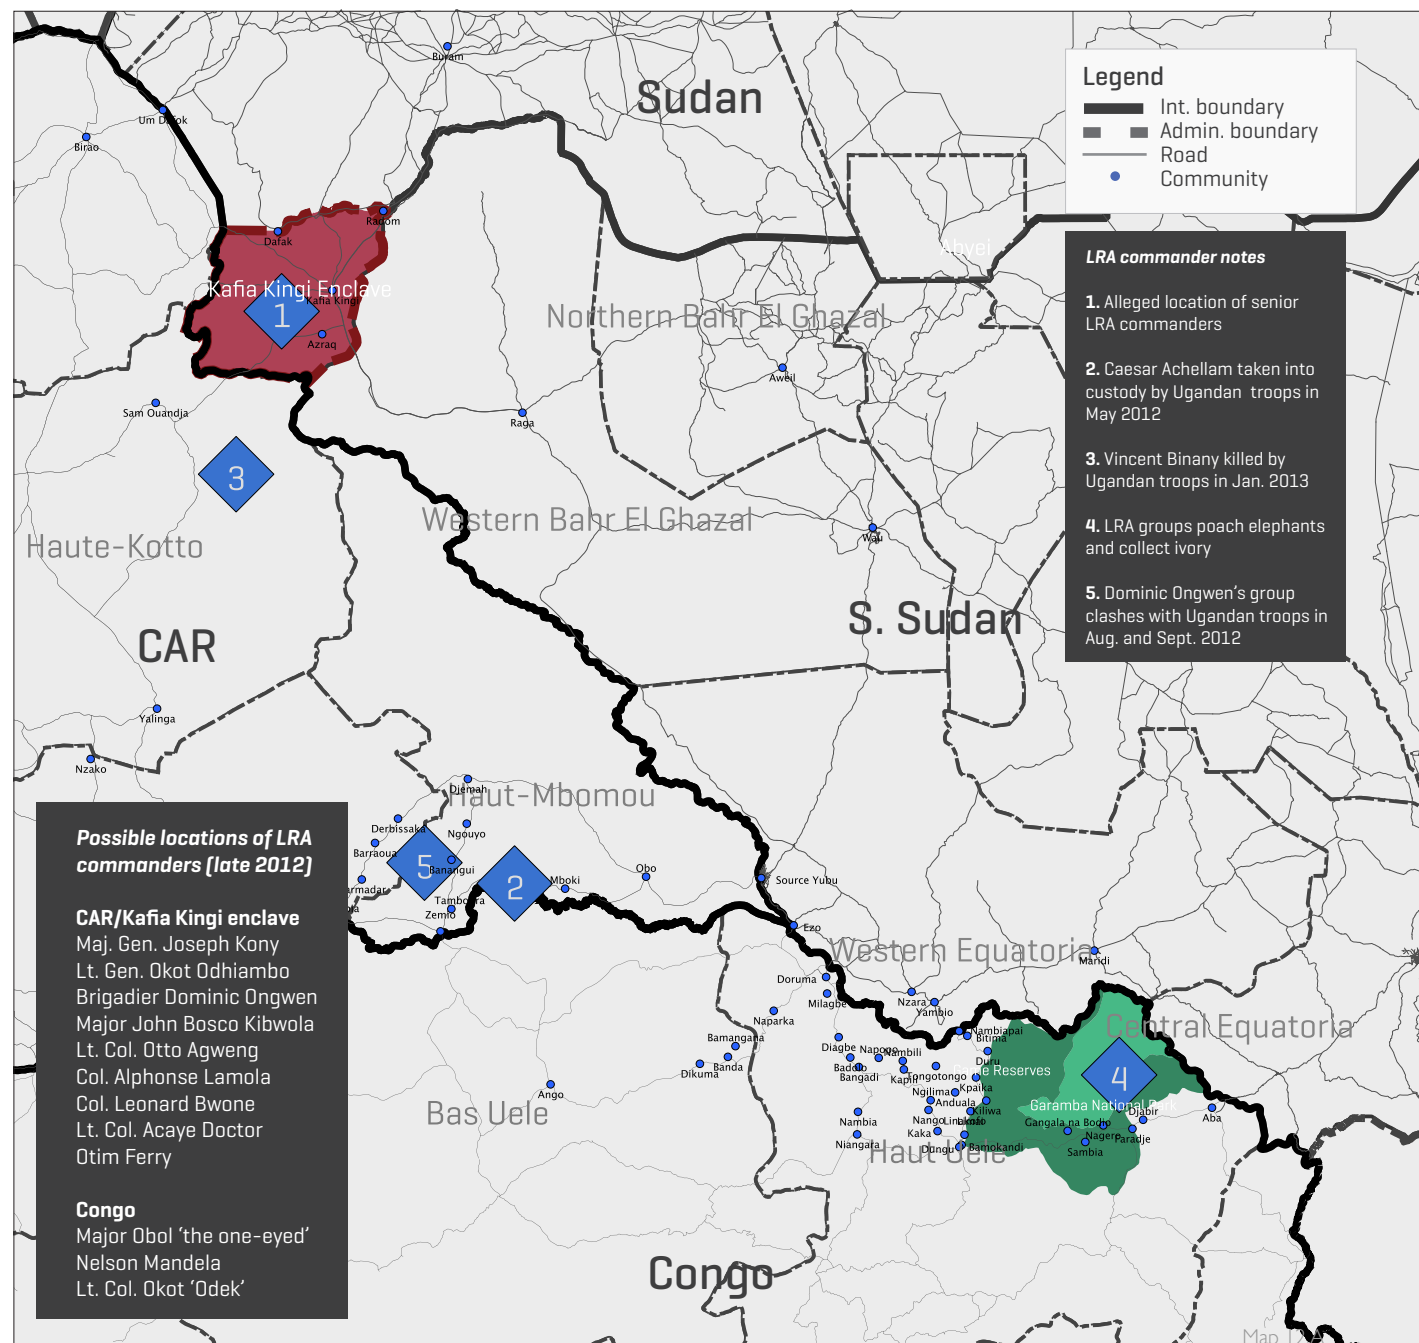 Buram
Sudan
Legend
Int. boundary
Admin. boundary
Road
Community
Birao
Radom
Dafak
Abyei
LRA commander notes
1. Alleged location of senior
LRA commanders
2. Caesar Achellam taken into
custody by Ugandan troops in
May 2012
3. Vincent Binany killed by
Ugandan troops in Jan. 2013
4. LRA groups poach elephants
and collect ivory
5. Dominic Ongwen's group
clashes with Ugandan troops in
Aug. and Sept. 2012
Kafia Kingi Enclave
Kafia Kingi
1
Azraq
Northern Bahr El Ghazal
Aweil
Sam Ouandja
Raga
3
Western Bahr El Ghazal
Wau
Haute-Kotto
S. Sudan
CAR
Yalinga
Nzako
Djemah
Haut-Mbomou
Derbissaka
Ngouyo
Barraoua
5
Banangui
2
Mboki
Obo
Source Yubu
Tamboura
Zemio
Ezo
Western Equatoria
Maridi
Possible locations of LRA
commanders (late 2012)
CAR/Kafia Kingi enclave
Maj. Gen. Joseph Kony
Lt. Gen. Okot Odhiambo
Brigadier Dominic Ongwen
Major John Bosco Kibwola
Lt. Col. Otto Agweng
Col. Alphonse Lamola
Col. Leonard Bwone
Lt. Col. Acaye Doctor
Otim Ferry
Congo
Major Obol ‘the one-eyed’
Nelson Mandela
Lt. Col. Okot ‘Odek’
Doruma
Milagbe
Nzara
Yambio
Naparka
Nambiapai
Bitima
Central Equatoria
Bamangana
Banda
Dikuma
Diagbe
Napopo
Nambili
Duru
Badolo
Bangadi
Kapili
Game Reserves
4
Kpaika
Ango
Ngilima
Anduala
Kiliwa
Garamba National Park
Djabir
Aba
Bas Uele
Nambia
Nango
Gangala na Bodio
Nagero
Faradje
Niangara
Kaka
Dungu
Bamokandi
Sambia
Haut Uele
Congo